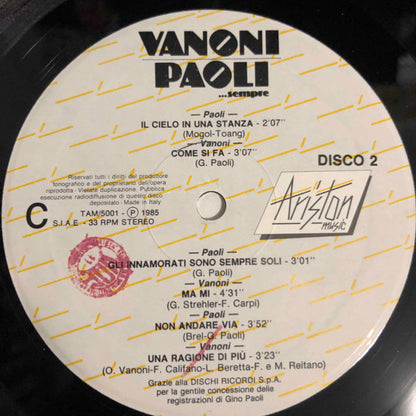 VANONI
PAOLI
...sempre
- Paoli -
IL CIELO IN UNA STANZA - 2'07"
(Mogol-Toang)
- Vanoni -
COME SI FA - 3'07"
(G. Paoli)
DISCO 2
Riservati tutti i diritti del produttore
fonografico e del proprietario dell'opera
riprodotta - Vietate duplicazione. Pubblica
esecuzione radiodiffusione di questo disco
depositato - Made in Italy
C
TAM/5001 - Ⓟ 1985
S.I.A.E - 33 RPM STEREO
Ariston
music
- Paoli -
GLI INNAMORATI SONO SEMPRE SOLI - 3'01"
(G. Paoli)
- Vanoni -
MA MI - 4'31"
(G. Strehler-F. Carpi)
- Paoli -
NON ANDARE VIA - 3'52"
(Brel-G. Paoli)
- Vanoni -
UNA RAGIONE DI PIÙ - 3'23"
(O. Vanoni-F. Califano-L. Beretta-F. e M. Reitano)
Grazie alla DISCHI RICORDI S.p.A.
per la gentile concessione delle
registrazioni di Gino Paoli